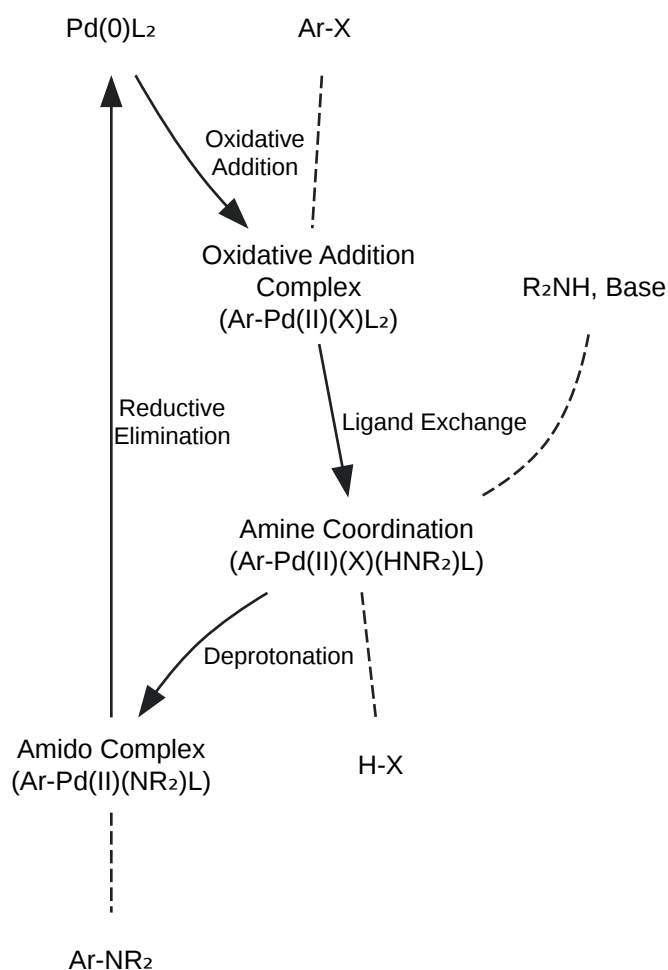 Pd(0)L₂
Ar-X
Oxidative
Addition
Oxidative Addition
Complex
(Ar-Pd(II)(X)L₂)
R₂NH, Base
Reductive
Elimination
Ligand Exchange
Amine Coordination
(Ar-Pd(II)(X)(HNR₂)L)
Deprotonation
Amido Complex
(Ar-Pd(II)(NR₂)L)
H-X
Ar-NR₂